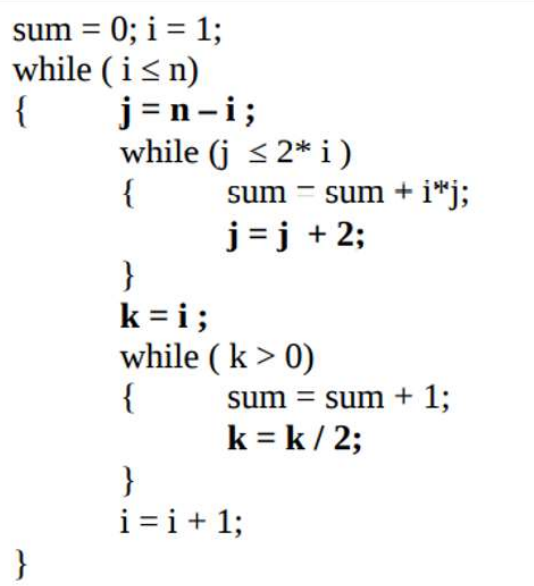 sum = 0; i = 1;
while ( i ≤ n)
{ j = n – i ;
while (j ≤ 2* i )
{ sum = sum + i*j;
j = j + 2;
}
k = i ;
while ( k > 0)
{ sum = sum + 1;
k = k / 2;
}
i = i + 1;
}